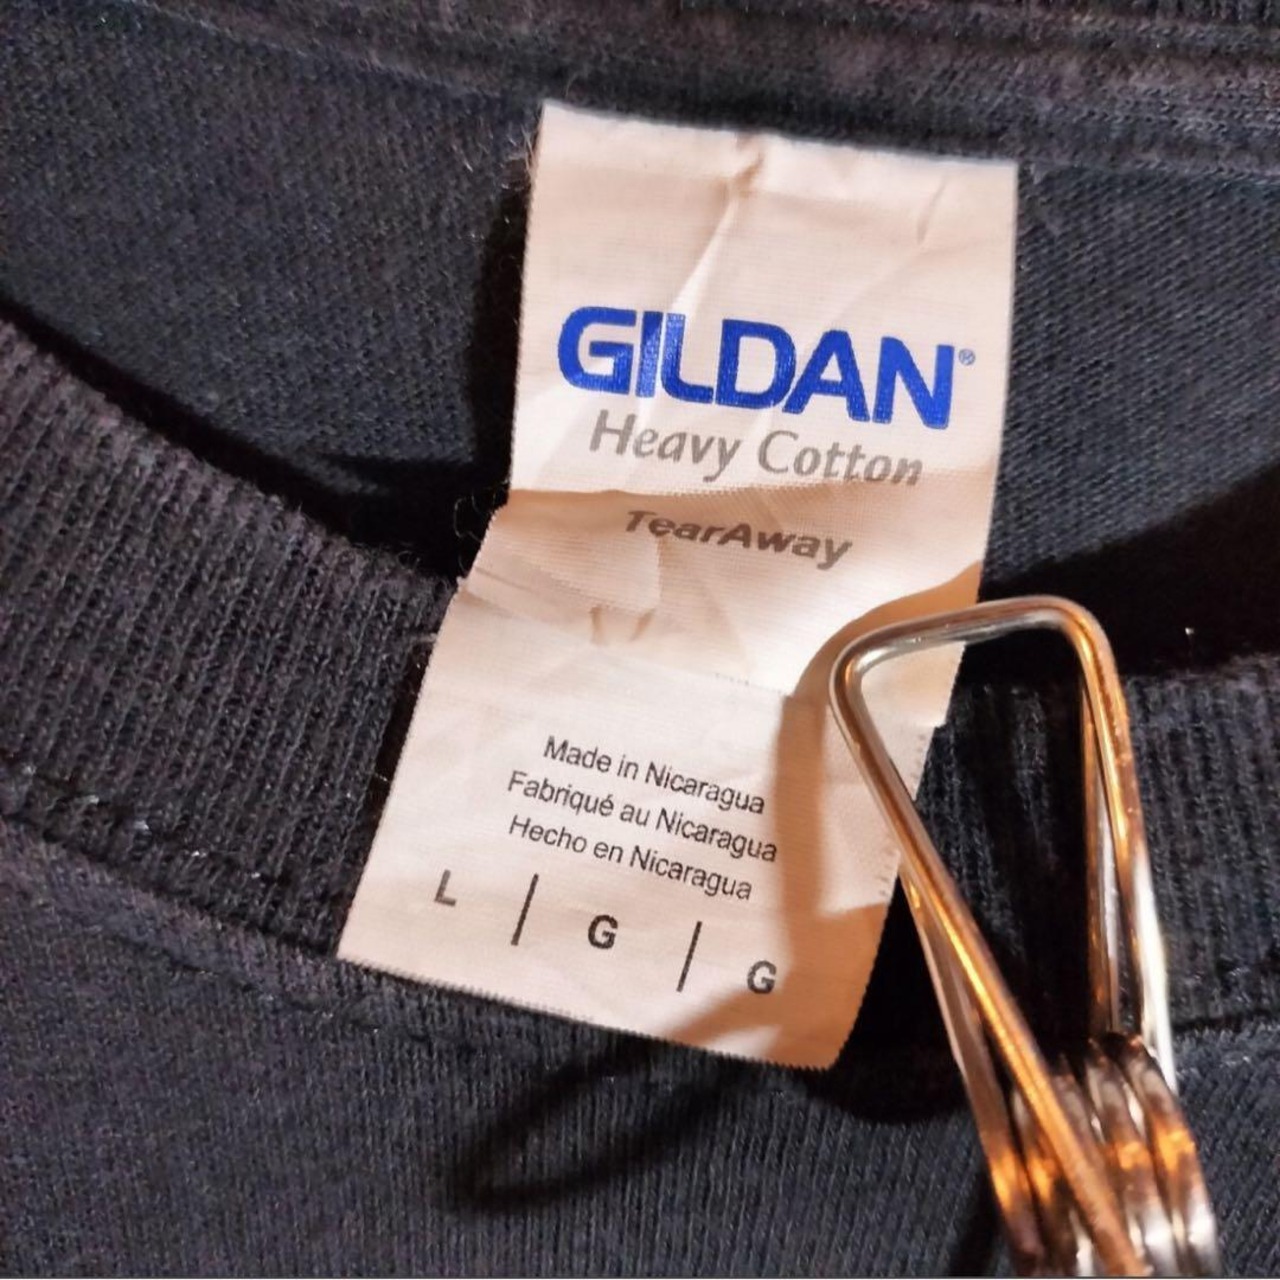 GILDAN®
Heavy Cotton
TearAway
Made in Nicaragua
Fabriqué au Nicaragua
Hecho en Nicaragua
L | G | G